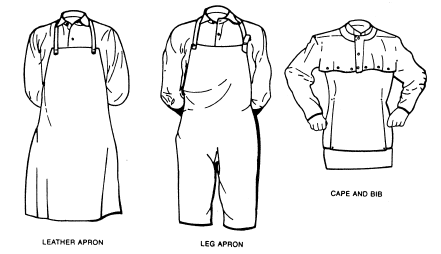 LEATHER APRON
LEG APRON
CAPE AND BIB